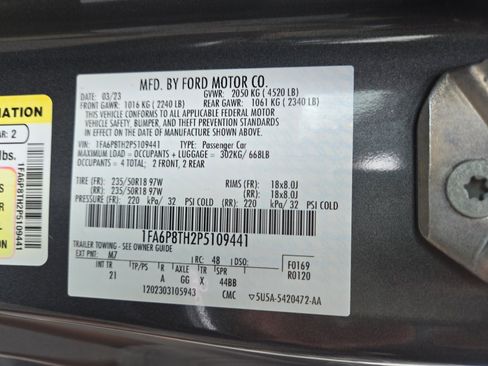 MFD. BY FORD MOTOR CO.
DATE: 03/23 GVWR: 2050 KG ( 4520 LB)
FRONT GAWR: 1016 KG ( 2240 LB) REAR GAWR: 1061 KG ( 2340 LB)
THIS VEHICLE CONFORMS TO ALL APPLICABLE FEDERAL MOTOR
VEHICLE SAFETY, BUMPER, AND THEFT PREVENTION STANDARDS
IN EFFECT ON THE DATE OF MANUFACTURE SHOWN ABOVE.
VIN: 1FA6P8TH2P5109441 TYPE: Passenger Car
MAXIMUM LOAD = OCCUPANTS + LUGGAGE = 302KG/ 668LB
OCCUPANTS = 4 TOTAL; 2 FRONT, 2 REAR
TIRE (FR): 235/50R18 97W RIMS (FR): 18x8.0J
(RR): 235/50R18 97W (RR): 18x8.0J
PRESSURE (FR): 220 kPa/ 32 PSI COLD (RR): 220 kPa/ 32 PSI COLD
1FA6P8TH2P5109441
TRAILER TOWING - SEE OWNER GUIDE
EXT PNT: M7 RC: 48 DSO: F0169
R0120
INT TR TP/PS R AXLE TR SPR
21 A GG X 44BB
1202303105943 CMC 5U5A-5420472-AA
MATION
AR: 2
lbs.
1FA6P8TH2P5109441